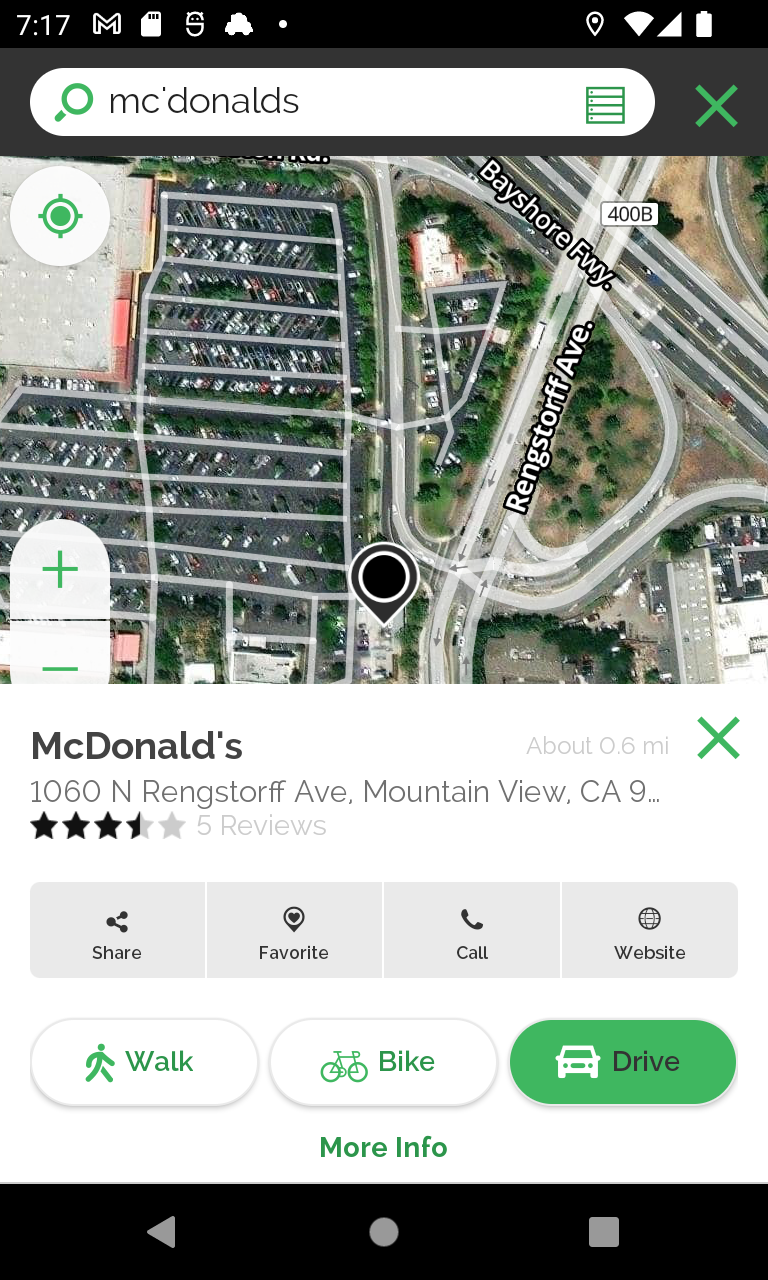 7:17
mc'donalds
Rd.
Bayshore Fwy.
400B
Rengstorff Ave.
McDonald's
About 0.6 mi
1060 N Rengstorff Ave, Mountain View, CA 9…
5 Reviews
Share
Favorite
Call
Website
Walk
Bike
Drive
More Info